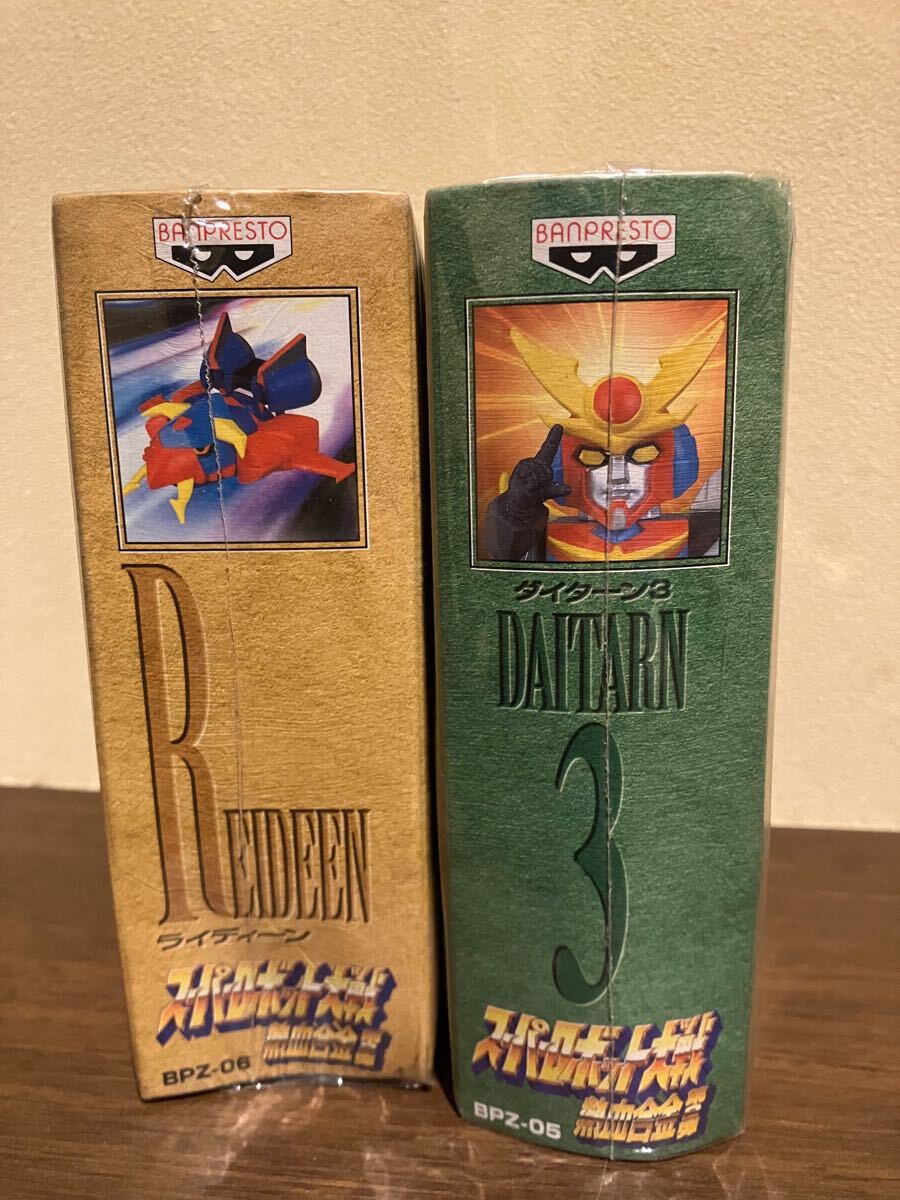 BANPRESTO
REIDEEN
ライディーン
スーパーロボット大戦
熱血合金
BPZ-06
BANPRESTO
ダイターン3
DAITARN
3
スーパーロボット大戦
熱血合金
BPZ-05